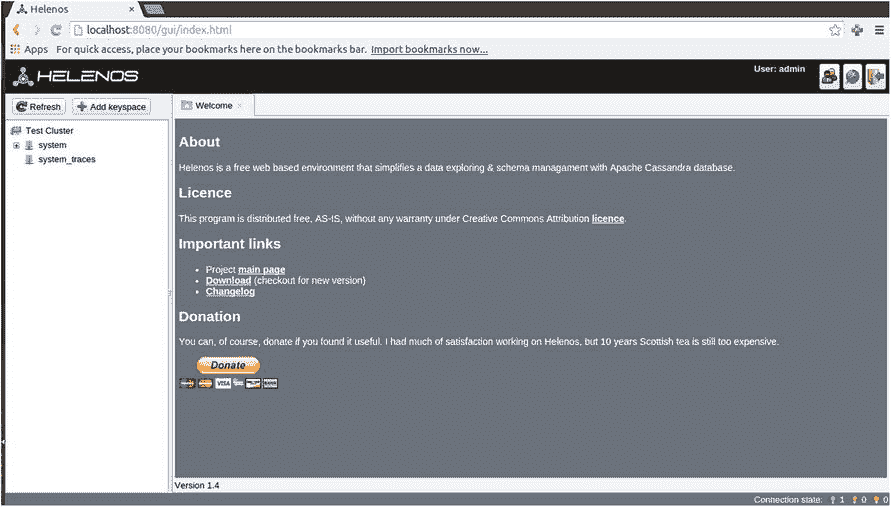 Helenos
localhost:8080/gui/index.html
Apps For quick access, place your bookmarks here on the bookmarks bar. Import bookmarks now...
HELENOS
User: admin
Refresh Add keyspace
Welcome
Test Cluster
system
system_traces
About
Helenos is a free web based environment that simplifies a data exploring & schema managament with Apache Cassandra database.
Licence
This program is distributed free, AS-IS, without any warranty under Creative Commons Attribution licence.
Important links
Project main page
Download (checkout for new version)
Changelog
Donation
You can, of course, donate if you found it useful. I had much of satisfaction working on Helenos, but 10 years Scottish tea is still too expensive.
Donate
VISA
Version 1.4
Connection state: 1 0 0